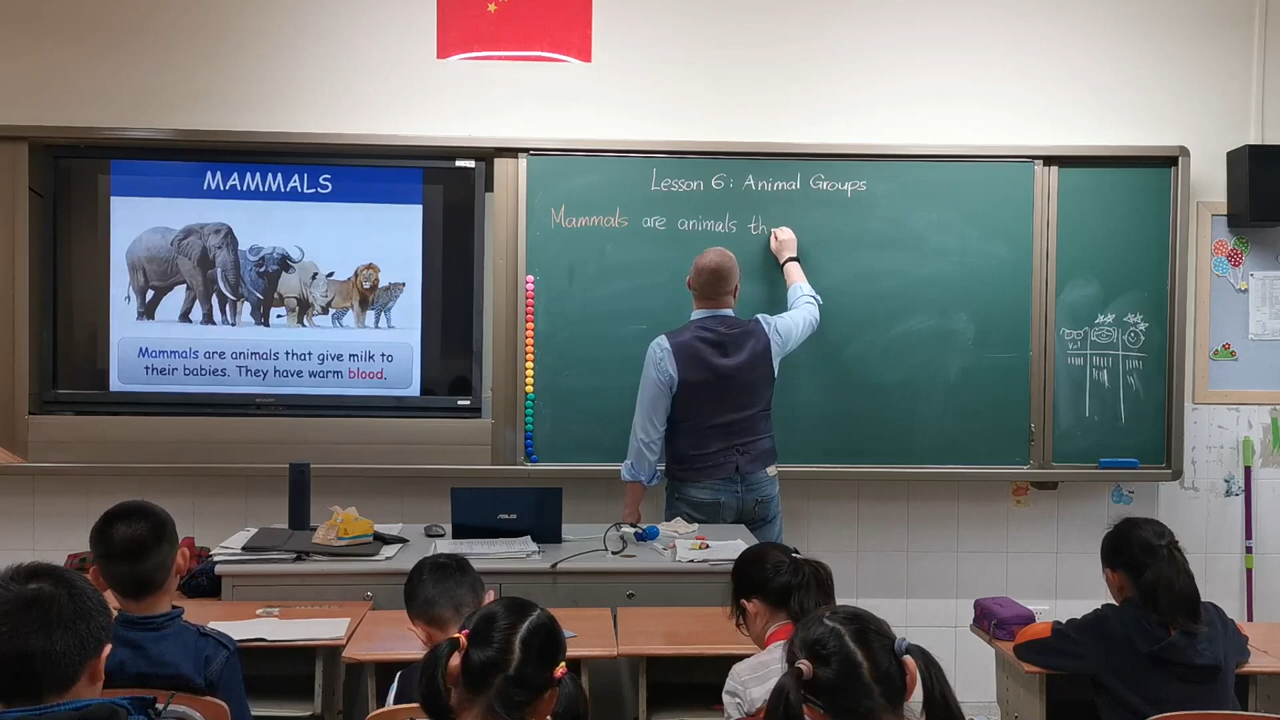 MAMMALS
Mammals are animals that give milk to
their babies. They have warm blood.
Lesson 6: Animal Groups
Mammals are animals th
ASUS